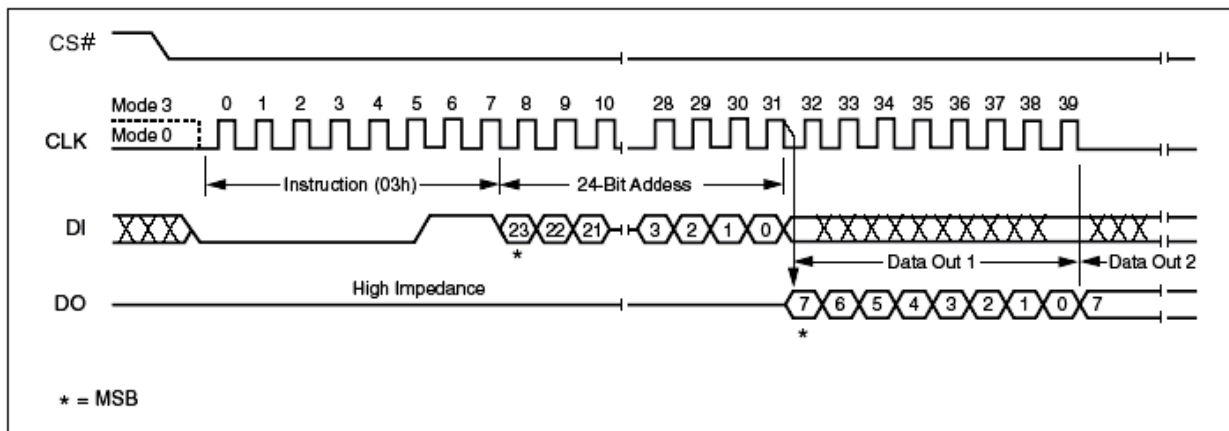 CS#
Mode 3 0 1 2 3 4 5 6 7 8 9 10 28 29 30 31 32 33 34 35 36 37 38 39
CLK Mode 0
Instruction (03h) 24-Bit Addess
DI 23 22 21 3 2 1 0
* Data Out 1 Data Out 2
High Impedance
DO 7 6 5 4 3 2 1 0 7
*
* = MSB